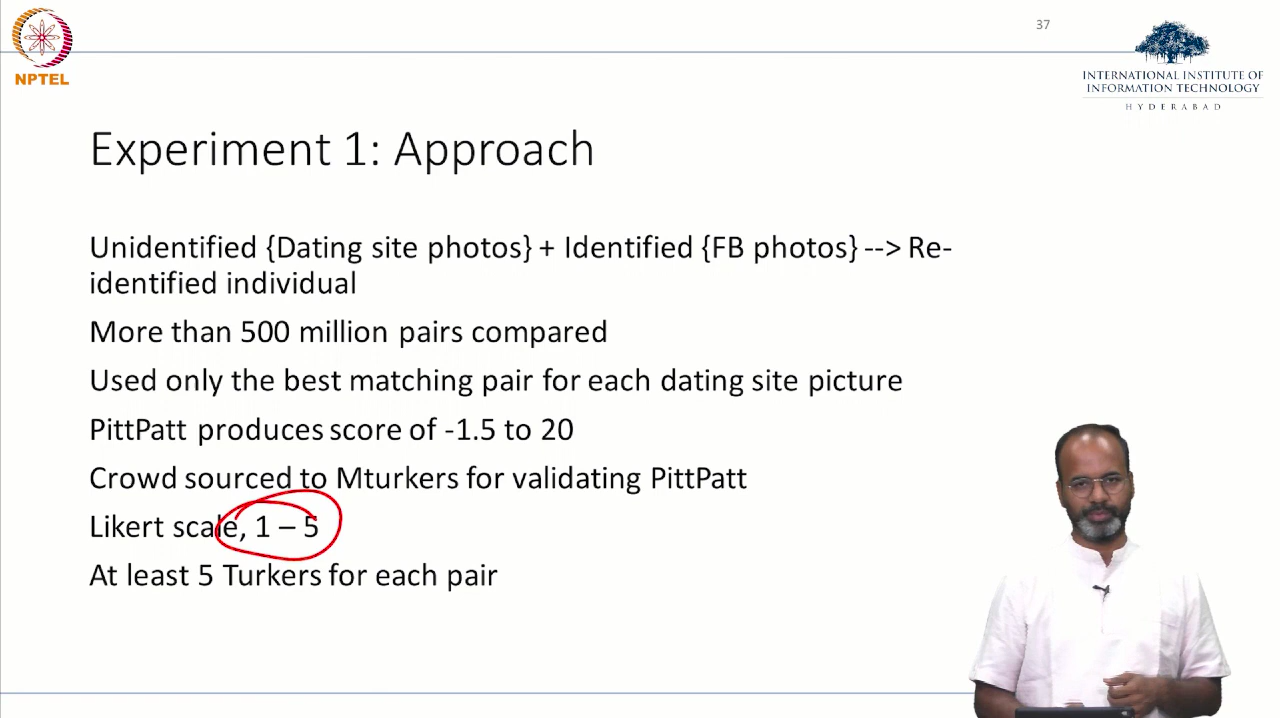 37
NPTEL
INTERNATIONAL INSTITUTE OF
INFORMATION TECHNOLOGY
HYDERABAD
Experiment 1: Approach
Unidentified {Dating site photos} + Identified {FB photos} --> Re-
identified individual
More than 500 million pairs compared
Used only the best matching pair for each dating site picture
PittPatt produces score of -1.5 to 20
Crowd sourced to Mturkers for validating PittPatt
Likert scale, 1 – 5
At least 5 Turkers for each pair